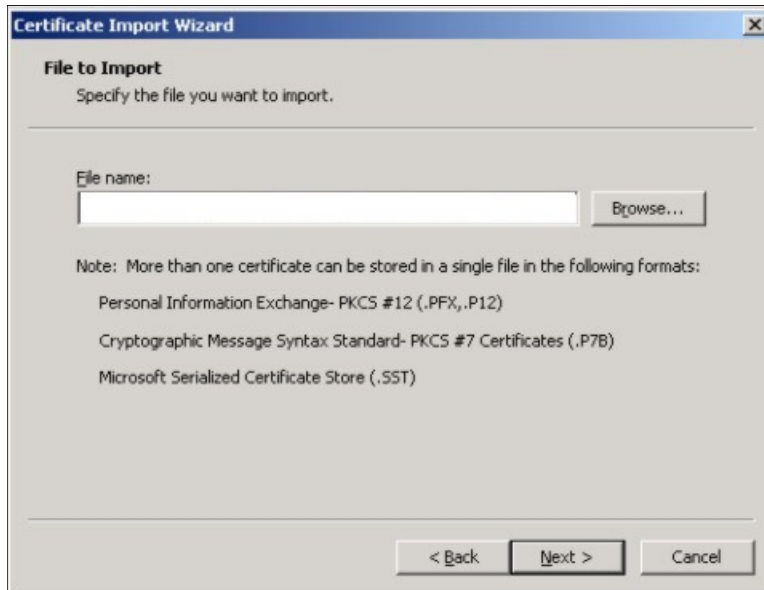 Certificate Import Wizard
File to Import
Specify the file you want to import.
File name:
Browse...
Note: More than one certificate can be stored in a single file in the following formats:
Personal Information Exchange- PKCS #12 (.PFX,.P12)
Cryptographic Message Syntax Standard- PKCS #7 Certificates (.P7B)
Microsoft Serialized Certificate Store (.SST)
< Back
Next >
Cancel